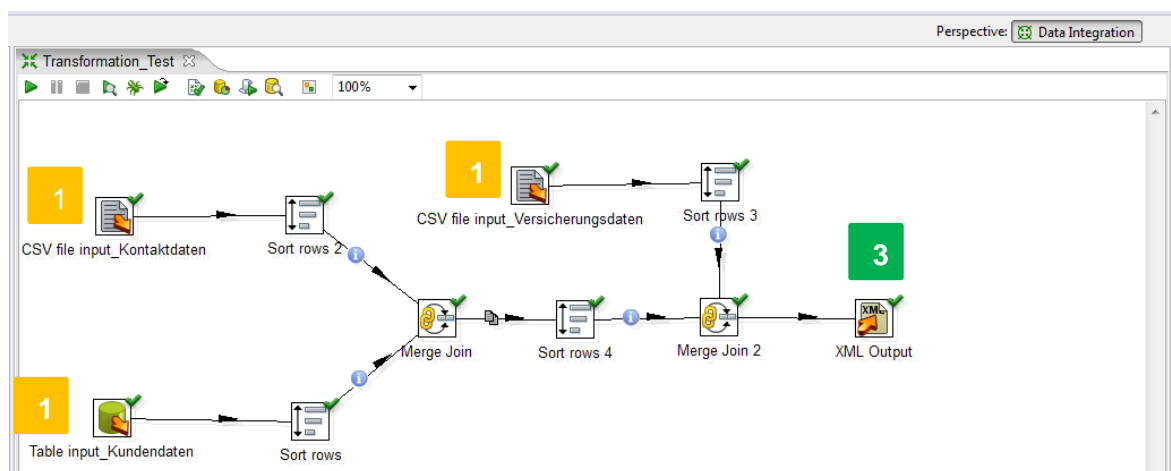 Perspective: Data Integration
Transformation_Test
100%
1
CSV file input_Kontaktdaten
Sort rows 2
1
CSV file input_Versicherungsdaten
Sort rows 3
3
Merge Join
Sort rows 4
Merge Join 2
XML
XML Output
1
Table input_Kundendaten
Sort rows